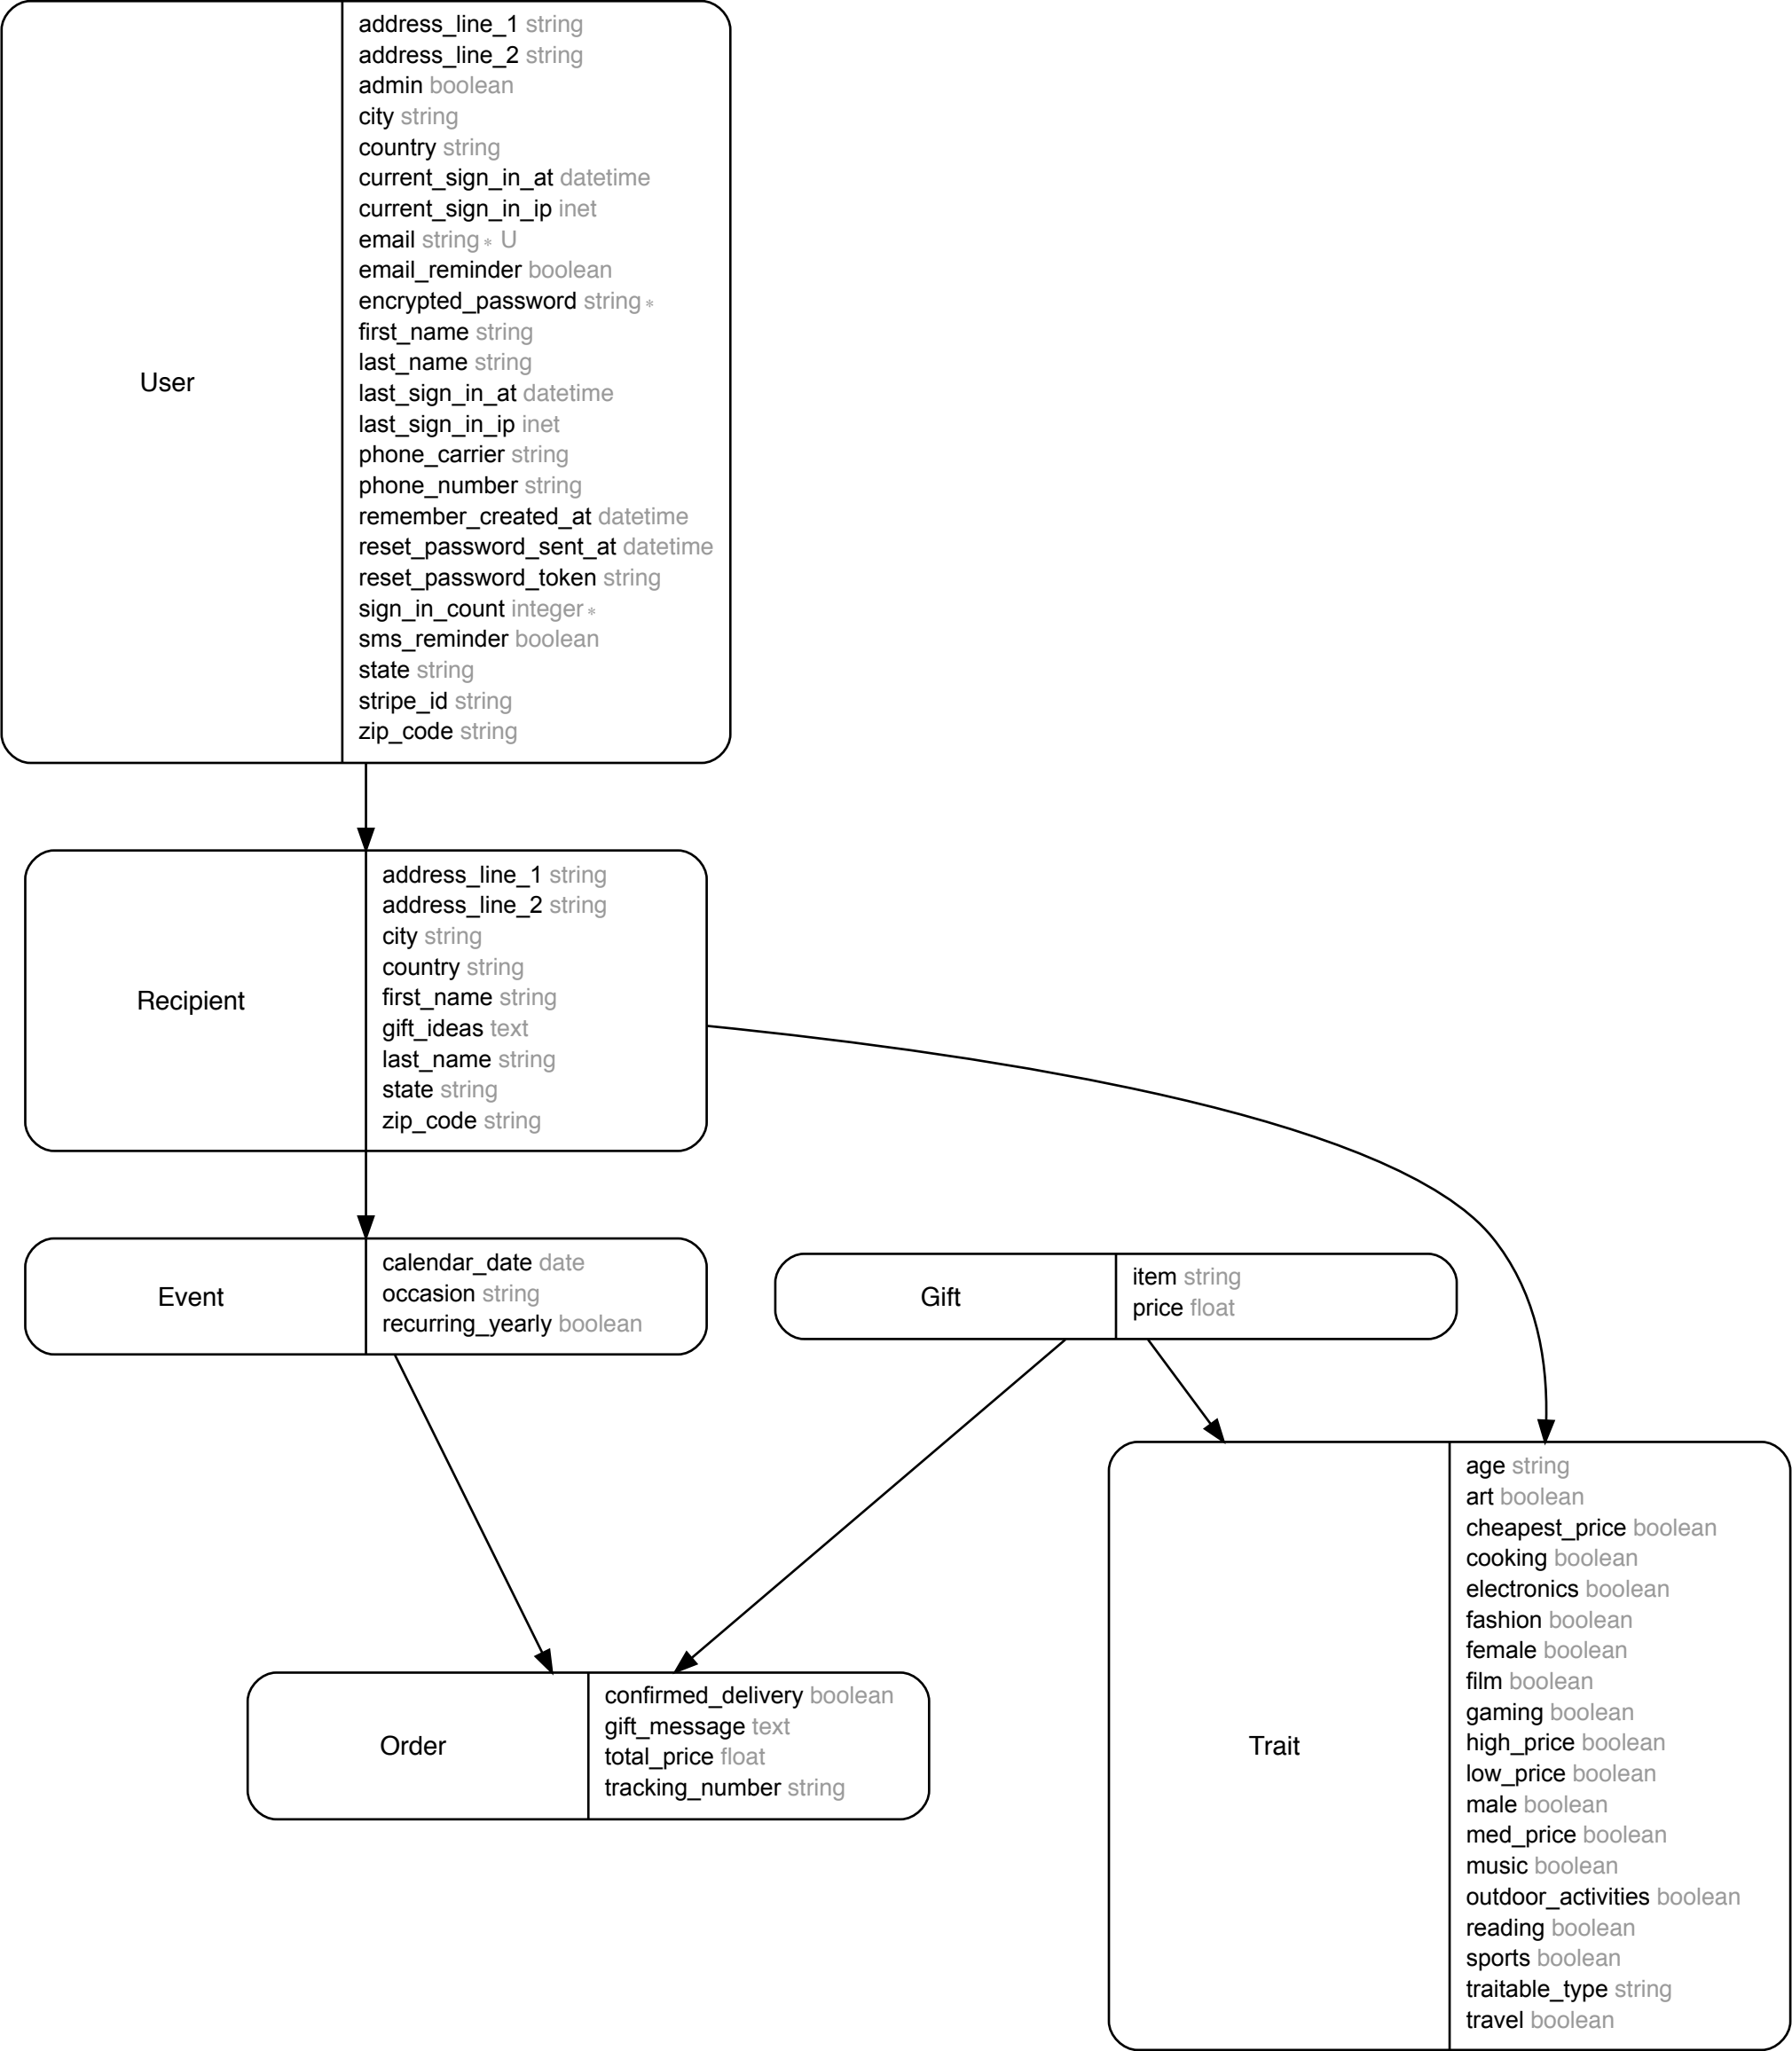 User
address_line_1 string
address_line_2 string
admin boolean
city string
country string
current_sign_in_at datetime
current_sign_in_ip inet
email string* U
email_reminder boolean
encrypted_password string*
first_name string
last_name string
last_sign_in_at datetime
last_sign_in_ip inet
phone_carrier string
phone_number string
remember_created_at datetime
reset_password_sent_at datetime
reset_password_token string
sign_in_count integer*
sms_reminder boolean
state string
stripe_id string
zip_code string
Recipient
address_line_1 string
address_line_2 string
city string
country string
first_name string
gift_ideas text
last_name string
state string
zip_code string
Event
calendar_date date
occasion string
recurring_yearly boolean
Gift
item string
price float
Order
confirmed_delivery boolean
gift_message text
total_price float
tracking_number string
Trait
age string
art boolean
cheapest_price boolean
cooking boolean
electronics boolean
fashion boolean
female boolean
film boolean
gaming boolean
high_price boolean
low_price boolean
male boolean
med_price boolean
music boolean
outdoor_activities boolean
reading boolean
sports boolean
traitable_type string
travel boolean